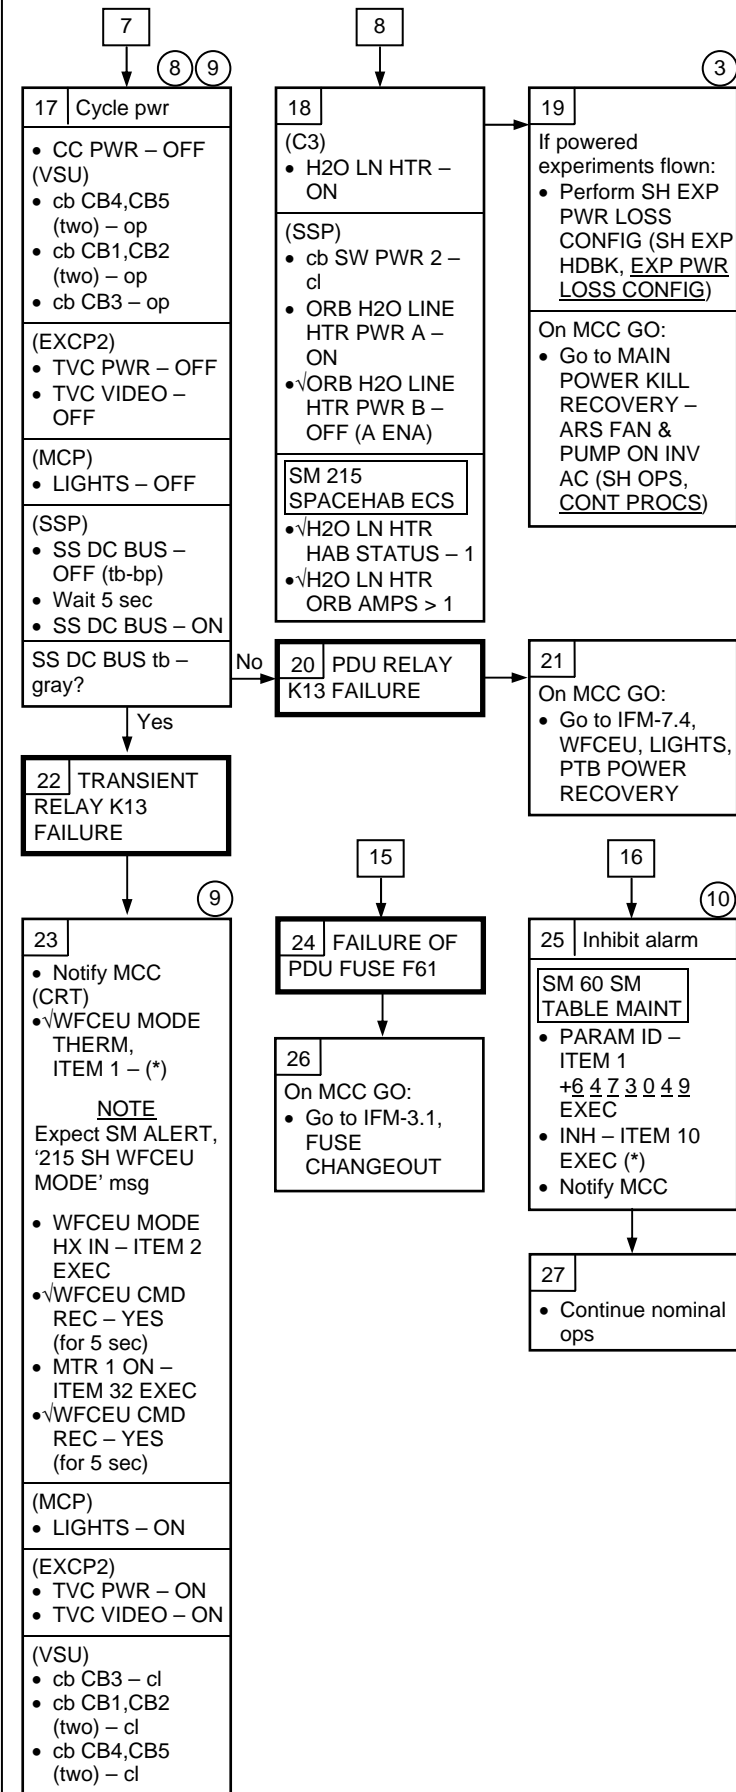 7
8 9
17 Cycle pwr
• CC PWR – OFF
(VSU)
• cb CB4,CB5
(two) – op
• cb CB1,CB2
(two) – op
• cb CB3 – op
(EXCP2)
• TVC PWR – OFF
• TVC VIDEO –
OFF
(MCP)
• LIGHTS – OFF
(SSP)
• SS DC BUS –
OFF (tb-bp)
• Wait 5 sec
• SS DC BUS – ON
SS DC BUS tb –
gray?
No
Yes
8
18
(C3)
• H2O LN HTR –
ON
(SSP)
• cb SW PWR 2 –
cl
• ORB H2O LINE
HTR PWR A –
ON
•√ORB H2O LINE
HTR PWR B –
OFF (A ENA)
SM 215
SPACEHAB ECS
•√H2O LN HTR
HAB STATUS – 1
•√H2O LN HTR
ORB AMPS > 1
3
19
If powered
experiments flown:
• Perform SH EXP
PWR LOSS
CONFIG (SH EXP
HDBK, EXP PWR
LOSS CONFIG)
On MCC GO:
• Go to MAIN
POWER KILL
RECOVERY –
ARS FAN &
PUMP ON INV
AC (SH OPS,
CONT PROCS)
20 PDU RELAY
K13 FAILURE
21
On MCC GO:
• Go to IFM-7.4,
WFCEU, LIGHTS,
PTB POWER
RECOVERY
22 TRANSIENT
RELAY K13
FAILURE
9
23
• Notify MCC
(CRT)
•√WFCEU MODE
THERM,
ITEM 1 – (*)
NOTE
Expect SM ALERT,
'215 SH WFCEU
MODE' msg
• WFCEU MODE
HX IN – ITEM 2
EXEC
•√WFCEU CMD
REC – YES
(for 5 sec)
• MTR 1 ON –
ITEM 32 EXEC
•√WFCEU CMD
REC – YES
(for 5 sec)
(MCP)
• LIGHTS – ON
(EXCP2)
• TVC PWR – ON
• TVC VIDEO – ON
(VSU)
• cb CB3 – cl
• cb CB1,CB2
(two) – cl
• cb CB4,CB5
(two) – cl
15
24 FAILURE OF
PDU FUSE F61
26
On MCC GO:
• Go to IFM-3.1,
FUSE
CHANGEOUT
16
10
25 Inhibit alarm
SM 60 SM
TABLE MAINT
• PARAM ID –
ITEM 1
+6 4 7 3 0 4 9
EXEC
• INH – ITEM 10
EXEC (*)
• Notify MCC
27
• Continue nominal
ops